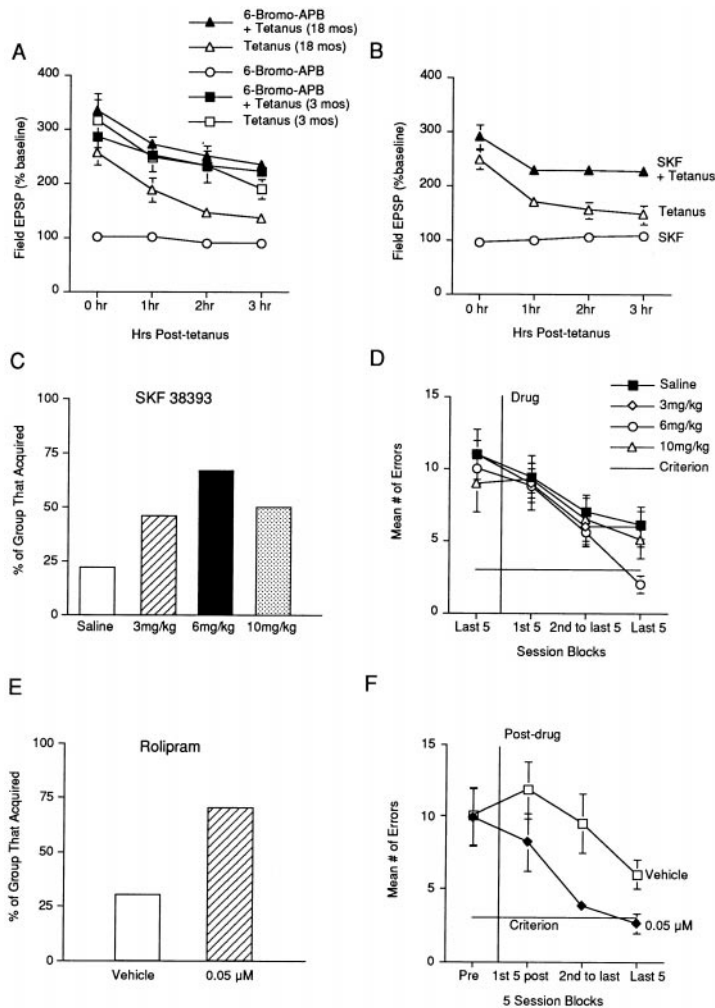 A
6-Bromo-APB
+ Tetanus (18 mos)
Tetanus (18 mos)
6-Bromo-APB
6-Bromo-APB
+ Tetanus (3 mos)
Tetanus (3 mos)
400
300
200
100
0
Field EPSP (% baseline)
0 hr 1hr 2hr 3 hr
Hrs Post-tetanus
B
400
300
200
100
0
Field EPSP (%baseline)
SKF
+ Tetanus
Tetanus
SKF
0 hr 1hr 2hr 3 hr
Hrs Post-tetanus
C
SKF 38393
100
75
50
25
0
% of Group That Acquired
Saline 3mg/kg 6mg/kg 10mg/kg
D
Drug
Saline
3mg/kg
6mg/kg
10mg/kg
Criterion
15
10
5
0
Mean # of Errors
Last 5 1st 5 2nd to last 5 Last 5
Session Blocks
E
Rolipram
100
75
50
25
0
% of Group That Acquired
Vehicle 0.05 µM
F
Post-drug
15
10
5
0
Mean # of Errors
Vehicle
Criterion
0.05 µM
Pre 1st 5 post 2nd to last Last 5
5 Session Blocks